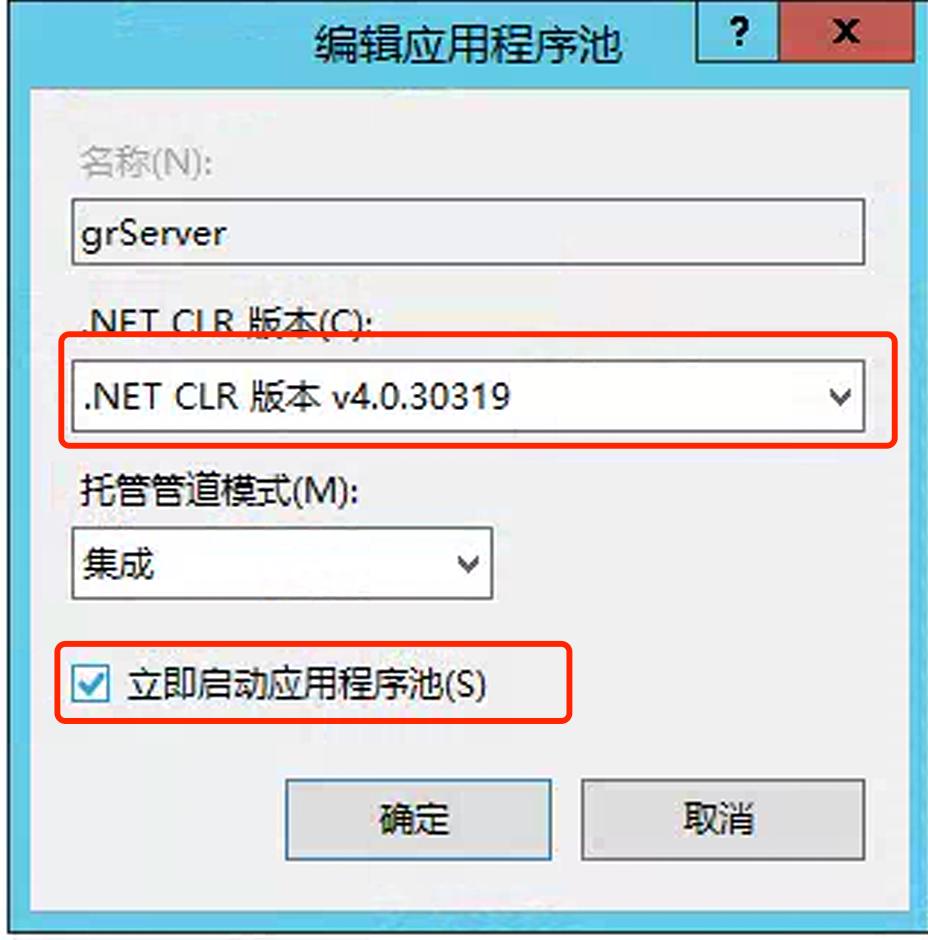 编辑应用程序池
?
X
名称(N):
grServer
.NET CLR 版本(C):
.NET CLR 版本 v4.0.30319
托管管道模式(M):
集成
立即启动应用程序池(S)
确定
取消